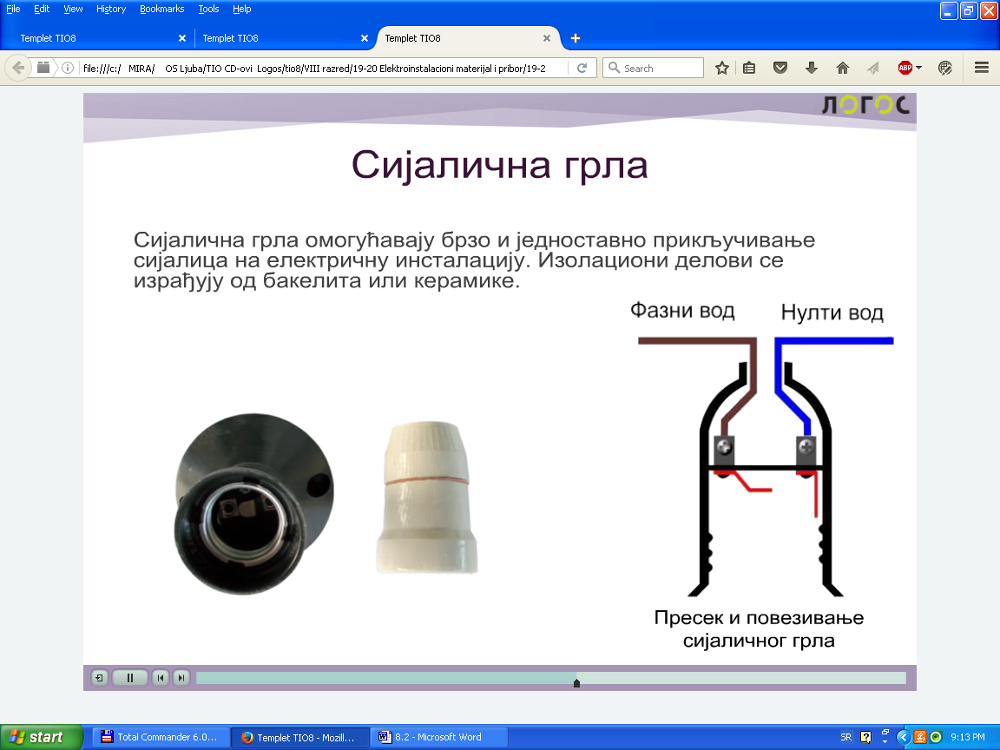 File Edit View History Bookmarks Tools Help
Templet TIO8 Templet TIO8 Templet TIO8
file:///c:/ MIRA/ OS Ljuba/TIO CD-ovi Logos/tio8/VIII razred/19-20 Elektroinstalacioni materijal i pribor/19-2 Search ABP
ЛОГОС
Сијалична грла
Сијалична грла омогућавају брзо и једноставно прикључивање
сијалица на електричну инсталацију. Изолациони делови се
израђују од бакелита или керамике.
Фазни вод Нулти вод
Пресек и повезивање
сијаличног грла
start Total Commander 6.0... Templet TIO8 - Mozill... 8.2 - Microsoft Word SR 9:13 PM